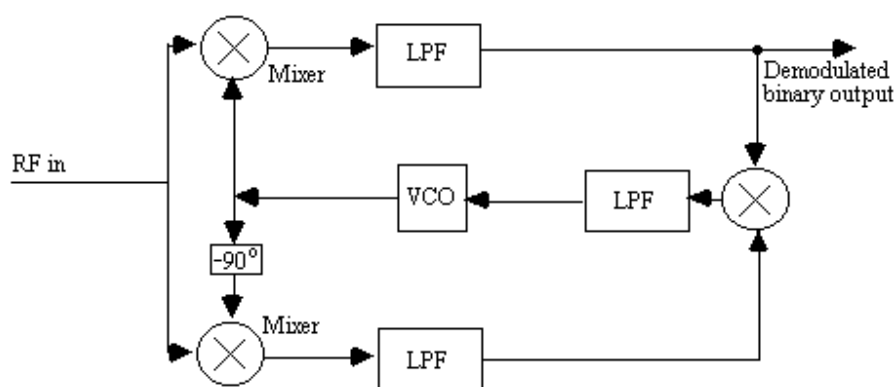 LPF
Mixer
Demodulated
binary output
RF in
VCO
LPF
-90°
Mixer
LPF